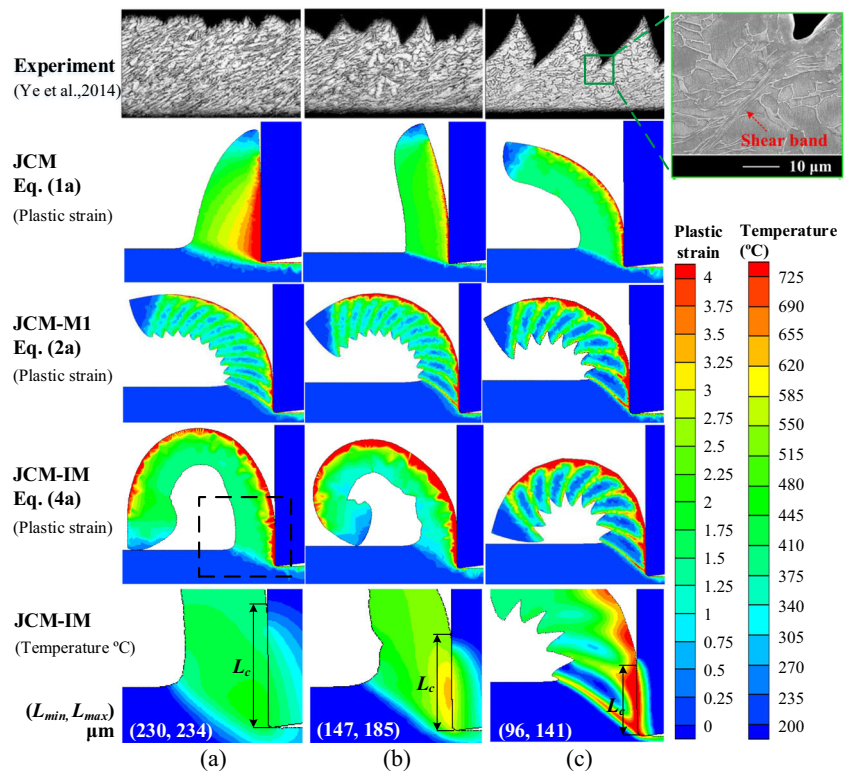 Experiment
(Ye et al.,2014)
Shear band
10 μm
JCM
Eq. (1a)
(Plastic strain)
Plastic
strain
Temperature
(ºC)
4
3.75
3.5
3.25
3
2.75
2.5
2.25
2
1.75
1.5
1.25
1
0.75
0.5
0.25
0
725
690
655
620
585
550
515
480
445
410
375
340
305
270
235
200
JCM-M1
Eq. (2a)
(Plastic strain)
JCM-IM
Eq. (4a)
(Plastic strain)
JCM-IM
(Temperature ºC)
Lc
Lc
Lc
(Lmin, Lmax)
μm
(230, 234)
(147, 185)
(96, 141)
(a)
(b)
(c)